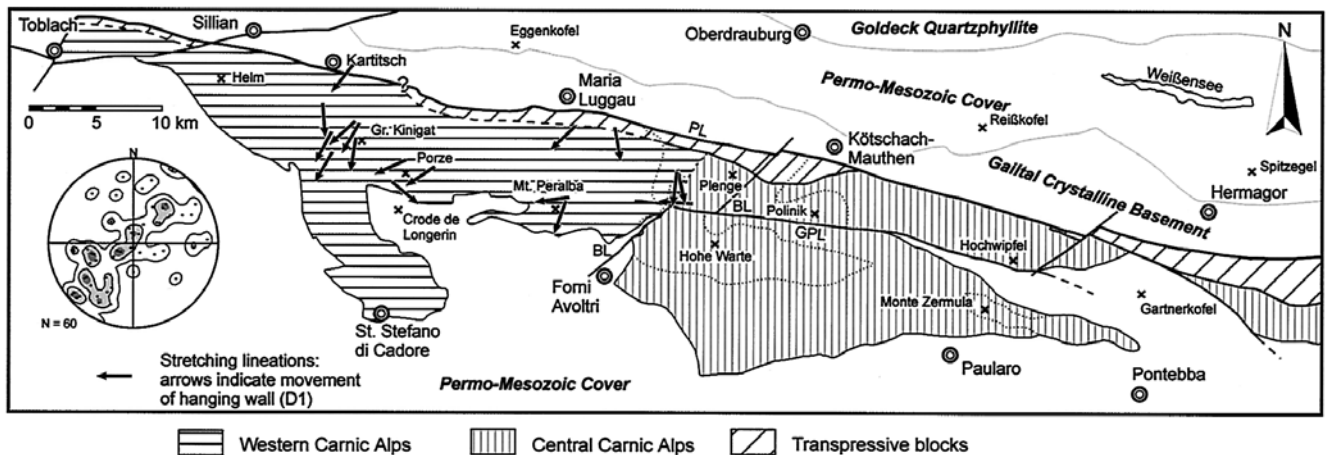 Toblach
Sillian
Eggenkofel
Oberdrauburg
Goldeck Quartzphyllite
N
Kartitsch
Helm
?
Maria
Luggau
Permo-Mesozoic Cover
Weißensee
Reißkofel
0 5 10 km
Gr. Kinigat
PL
Kötschach-
Mauthen
Gailtal Crystalline Basement
Spitzegel
Porze
Mt. Peralba
Plenge
Hermagor
N
Crode de
Longerin
BL
Polinik
GPL
BL
Hohe Warte
Hochwipfel
Forni
Avoltri
Monte Zermula
Gartnerkofel
N = 60
St. Stefano
di Cadore
Stretching lineations:
arrows indicate movement
of hanging wall (D1)
Permo-Mesozoic Cover
Paularo
Pontebba
Western Carnic Alps
Central Carnic Alps
Transpressive blocks